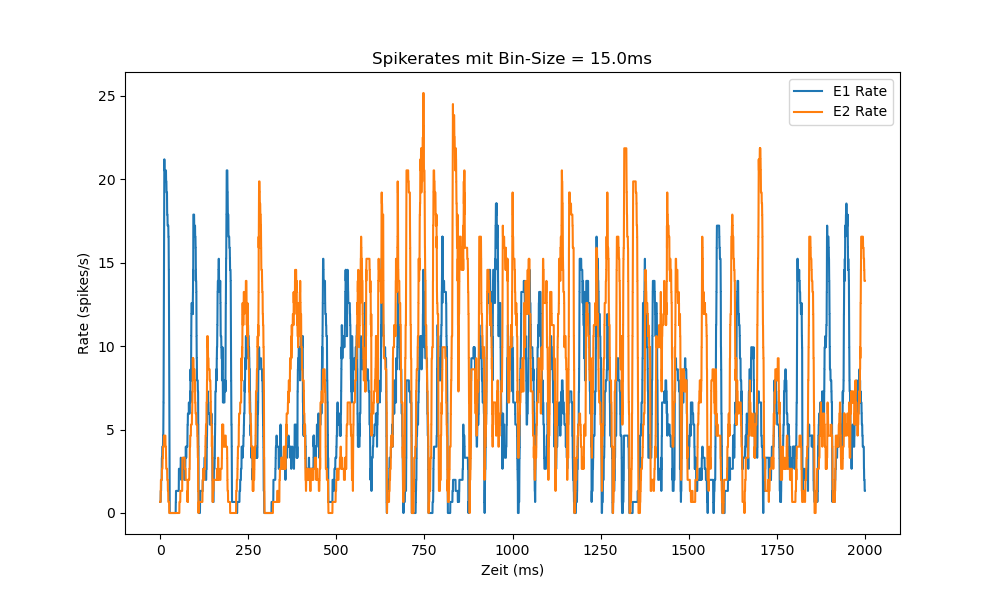 Spikerates mit Bin-Size = 15.0ms
E1 Rate
E2 Rate
Rate (spikes/s)
25
20
15
10
5
0
0 250 500 750 1000 1250 1500 1750 2000
Zeit (ms)